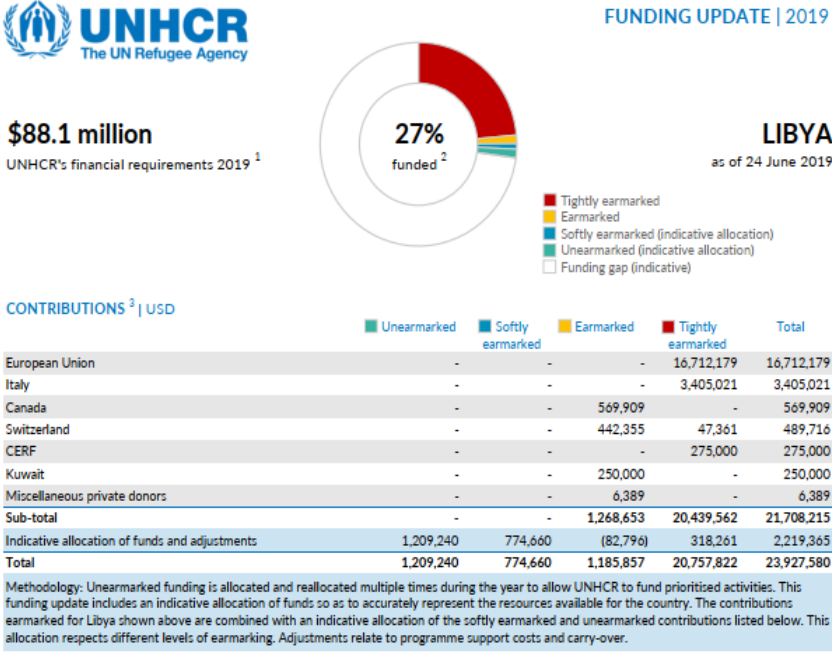 UNHCR
The UN Refugee Agency
FUNDING UPDATE | 2019
$88.1 million
UNHCR's financial requirements 2019 1
27%
funded 2
LIBYA
as of 24 June 2019
Tightly earmarked
Earmarked
Softly earmarked (indicative allocation)
Unearmarked (indicative allocation)
Funding gap (indicative)
CONTRIBUTIONS 3 | USD
Unearmarked Softly earmarked Earmarked Tightly earmarked Total
European Union - - - 16,712,179 16,712,179
Italy - - - 3,405,021 3,405,021
Canada - - 569,909 - 569,909
Switzerland - - 442,355 47,361 489,716
CERF - - - 275,000 275,000
Kuwait - - 250,000 - 250,000
Miscellaneous private donors - - 6,389 - 6,389
Sub-total - - 1,268,653 20,439,562 21,708,215
Indicative allocation of funds and adjustments 1,209,240 774,660 (82,796) 318,261 2,219,365
Total 1,209,240 774,660 1,185,857 20,757,822 23,927,580
Methodology: Unearmarked funding is allocated and reallocated multiple times during the year to allow UNHCR to fund prioritised activities. This
funding update includes an indicative allocation of funds so as to accurately represent the resources available for the country. The contributions
earmarked for Libya shown above are combined with an indicative allocation of the softly earmarked and unearmarked contributions listed below. This
allocation respects different levels of earmarking. Adjustments relate to programme support costs and carry-over.